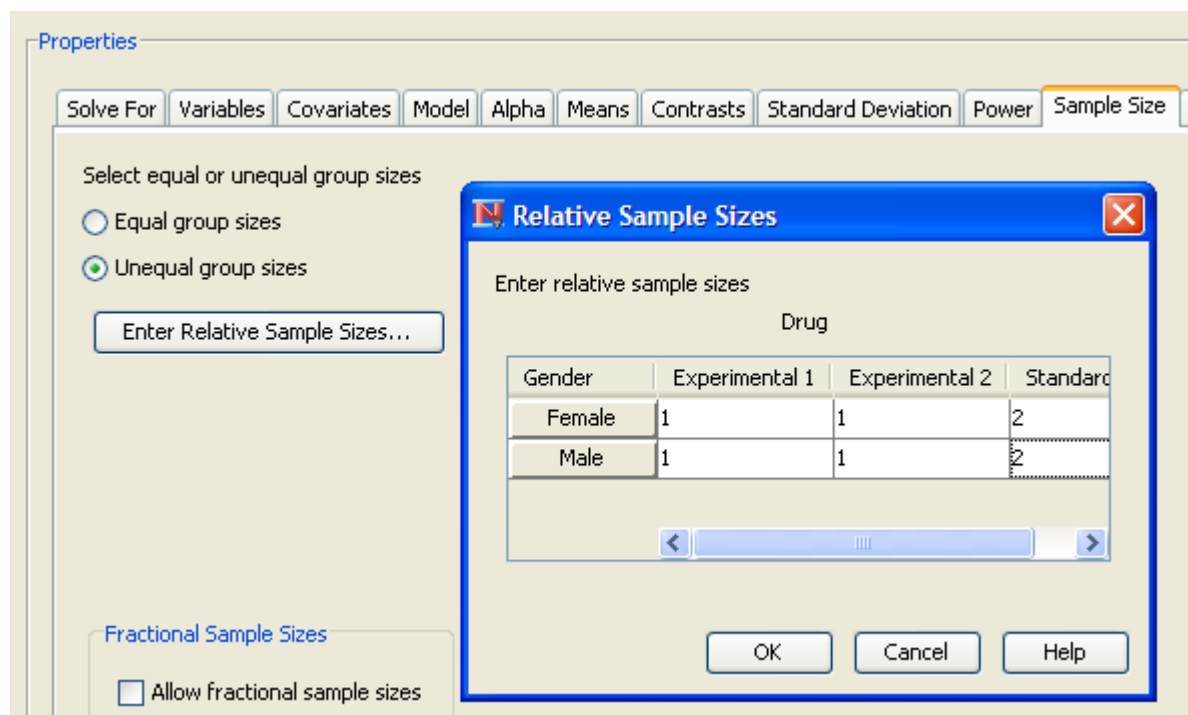 Properties
Solve For Variables Covariates Model Alpha Means Contrasts Standard Deviation Power Sample Size
Select equal or unequal group sizes
Equal group sizes
Unequal group sizes
Enter Relative Sample Sizes...
Relative Sample Sizes
Enter relative sample sizes
Drug
Gender Experimental 1 Experimental 2 Standard
Female 1 1 2
Male 1 1 2
OK Cancel Help
Fractional Sample Sizes
Allow fractional sample sizes